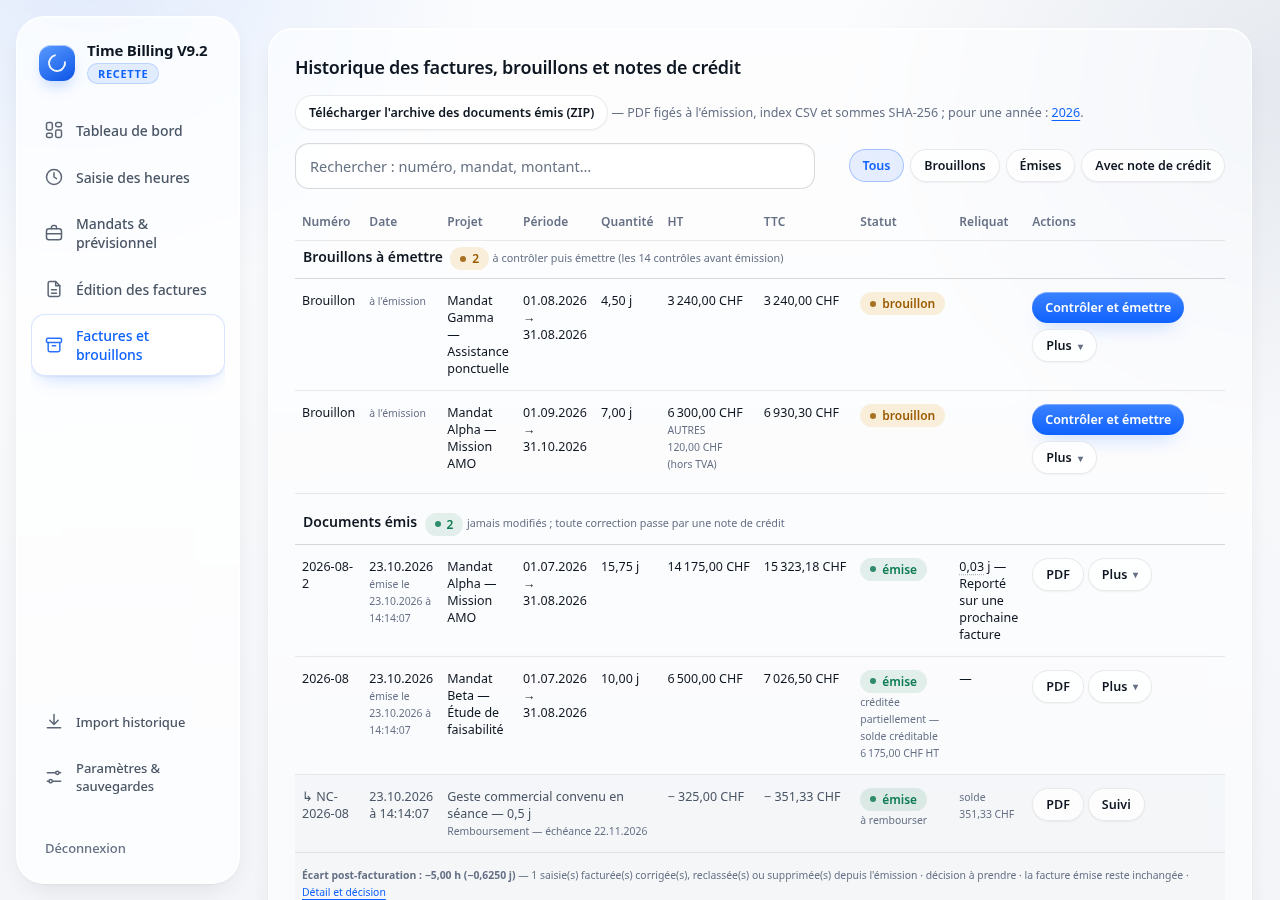 Time Billing V9.2
RECETTE
Tableau de bord
Saisie des heures
Mandats &
prévisionnel
Édition des factures
Factures et
brouillons
Import historique
Paramètres &
sauvegardes
Déconnexion
Historique des factures, brouillons et notes de crédit
Télécharger l'archive des documents émis (ZIP) — PDF figés à l'émission, index CSV et sommes SHA-256 ; pour une année : 2026.
Rechercher : numéro, mandat, montant…
Tous Brouillons Émises Avec note de crédit
Numéro Date Projet Période Quantité HT TTC Statut Reliquat Actions
Brouillons à émettre • 2 à contrôler puis émettre (les 14 contrôles avant émission)
Brouillon à l'émission Mandat 01.08.2026 4,50 j 3 240,00 CHF 3 240,00 CHF • brouillon Contrôler et émettre
Gamma →
— 31.08.2026
Assistance Plus ▾
ponctuelle
Brouillon à l'émission Mandat 01.09.2026 7,00 j 6 300,00 CHF 6 930,30 CHF • brouillon Contrôler et émettre
Alpha — → AUTRES
Mission 31.10.2026 120,00 CHF
AMO (hors TVA) Plus ▾
Documents émis • 2 jamais modifiés ; toute correction passe par une note de crédit
2026-08- 23.10.2026 Mandat 01.07.2026 15,75 j 14 175,00 CHF 15 323,18 CHF • émise 0,03 j — PDF Plus ▾
2 émise le Alpha — → Reporté
23.10.2026 à Mission 31.08.2026 sur une
14:14:07 AMO prochaine
facture
2026-08 23.10.2026 Mandat 01.07.2026 10,00 j 6 500,00 CHF 7 026,50 CHF • émise — PDF Plus ▾
émise le Beta — → créditée
23.10.2026 à Étude de 31.08.2026 partiellement —
14:14:07 faisabilité solde créditable
6 175,00 CHF HT
↳ NC- 23.10.2026 Geste commercial convenu en − 325,00 CHF − 351,33 CHF • émise solde PDF Suivi
2026-08 à 14:14:07 séance — 0,5 j à rembourser 351,33 CHF
Remboursement — échéance 22.11.2026
Écart post-facturation : −5,00 h (−0,6250 j) — 1 saisie(s) facturée(s) corrigée(s), reclassée(s) ou supprimée(s) depuis l'émission · décision à prendre · la facture émise reste inchangée ·
Détail et décision